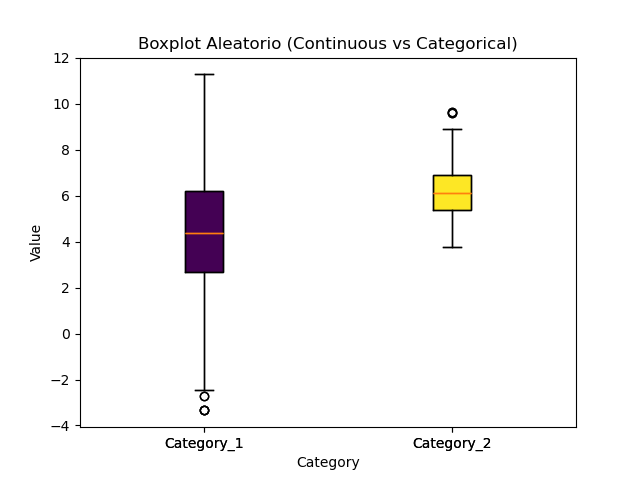 Boxplot Aleatorio (Continuous vs Categorical)
12
10
8
6
4
2
0
−2
−4
Value
Category_1
Category_2
Category